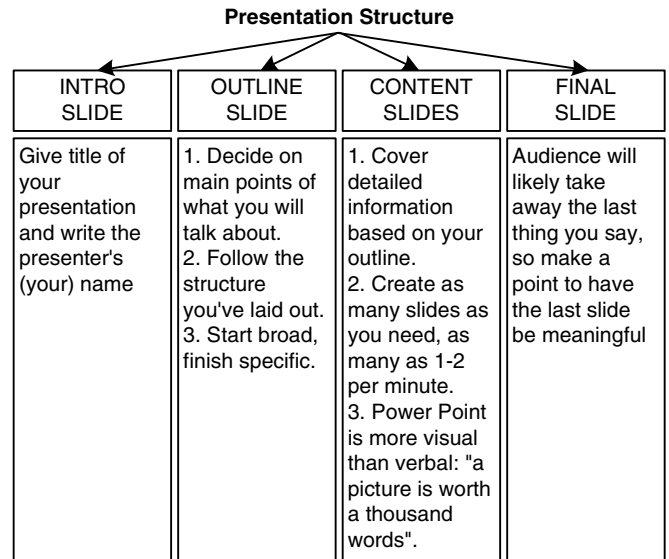 Presentation Structure
INTRO
SLIDE
Give title of
your
presentation
and write the
presenter's
(your) name
OUTLINE
SLIDE
1. Decide on
main points of
what you will
talk about.
2. Follow the
structure
you've laid out.
3. Start broad,
finish specific.
CONTENT
SLIDES
1. Cover
detailed
information
based on your
outline.
2. Create as
many slides as
you need, as
many as 1-2
per minute.
3. Power Point
is more visual
than verbal: "a
picture is worth
a thousand
words".
FINAL
SLIDE
Audience will
likely take
away the last
thing you say,
so make a
point to have
the last slide
be meaningful